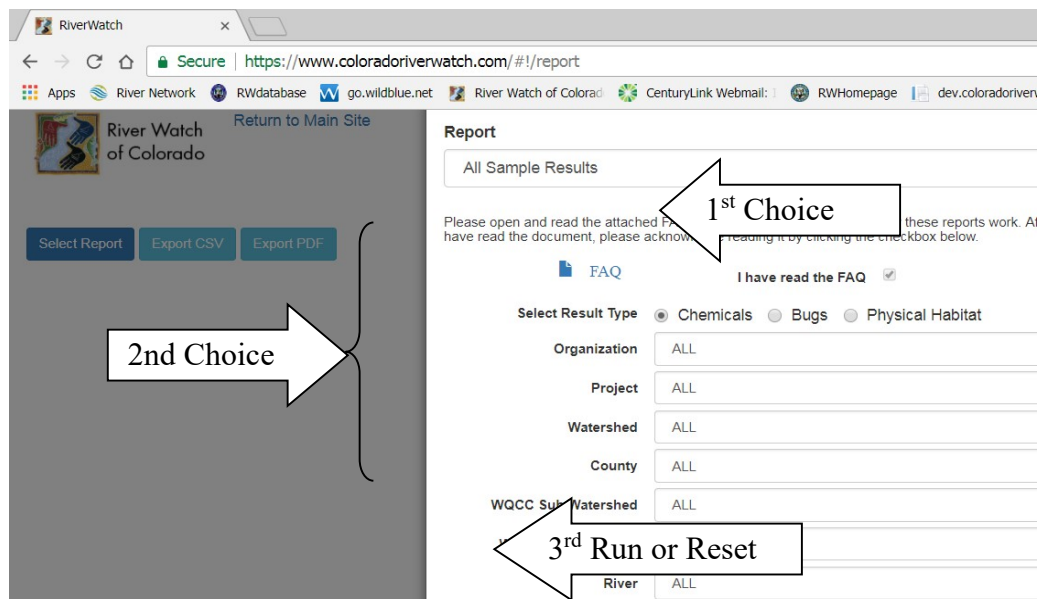 RiverWatch ×
Secure | https://www.coloradoriverwatch.com/#!/report
Apps River Network RWdatabase go.wildblue.net River Watch of Colorad CenturyLink Webmail: RWHomepage dev.coloradoriverw
River Watch
of Colorado
Return to Main Site
Select Report Export CSV Export PDF
2nd Choice
Report
All Sample Results
1st Choice
Please open and read the attached these reports work. Af
have read the document, please reading it by clicking the checkbox below.
FAQ I have read the FAQ
Select Result Type Chemicals Bugs Physical Habitat
Organization ALL
Project ALL
Watershed ALL
County ALL
WQCC Sub Watershed ALL
3rd Run or Reset
River ALL